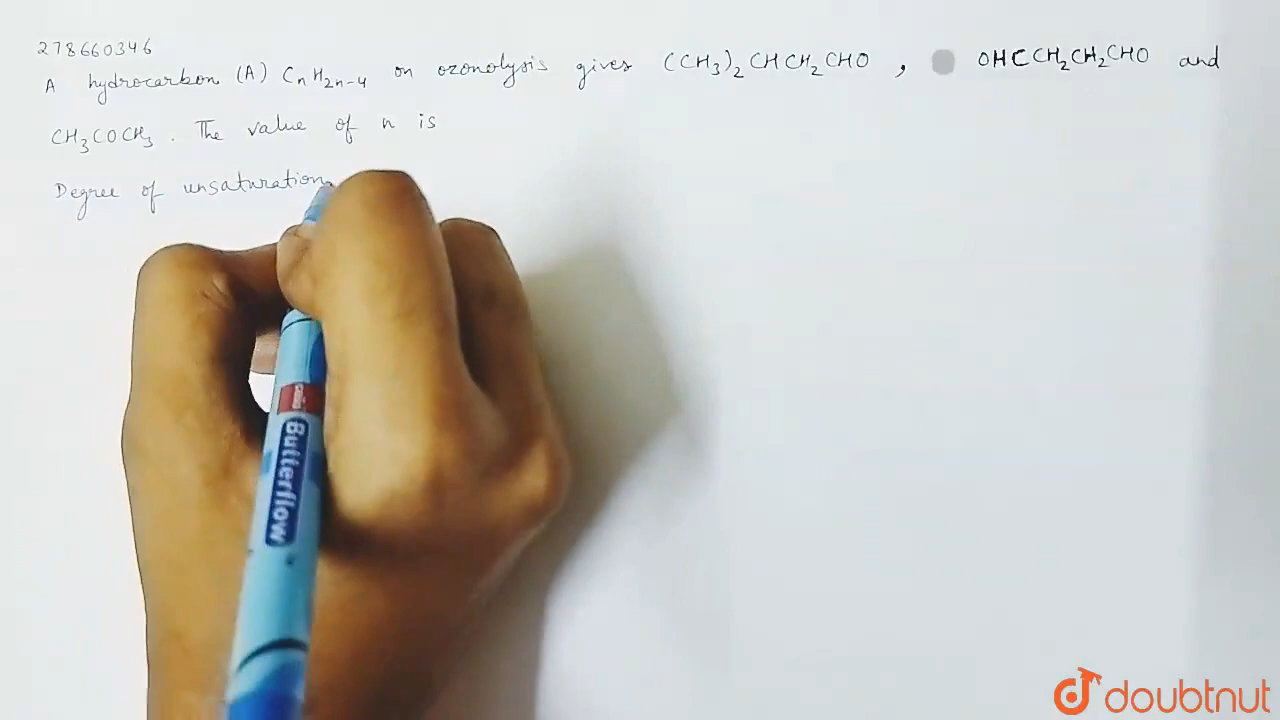 278660346
A hydrocarbon (A) CnH2n-4 on ozonolysis gives (CH3)2CHCH2CHO , OHCCH2CH2CHO and
CH3COCH3. The value of n is
Degree of unsaturation
Butterflow
doubtnut